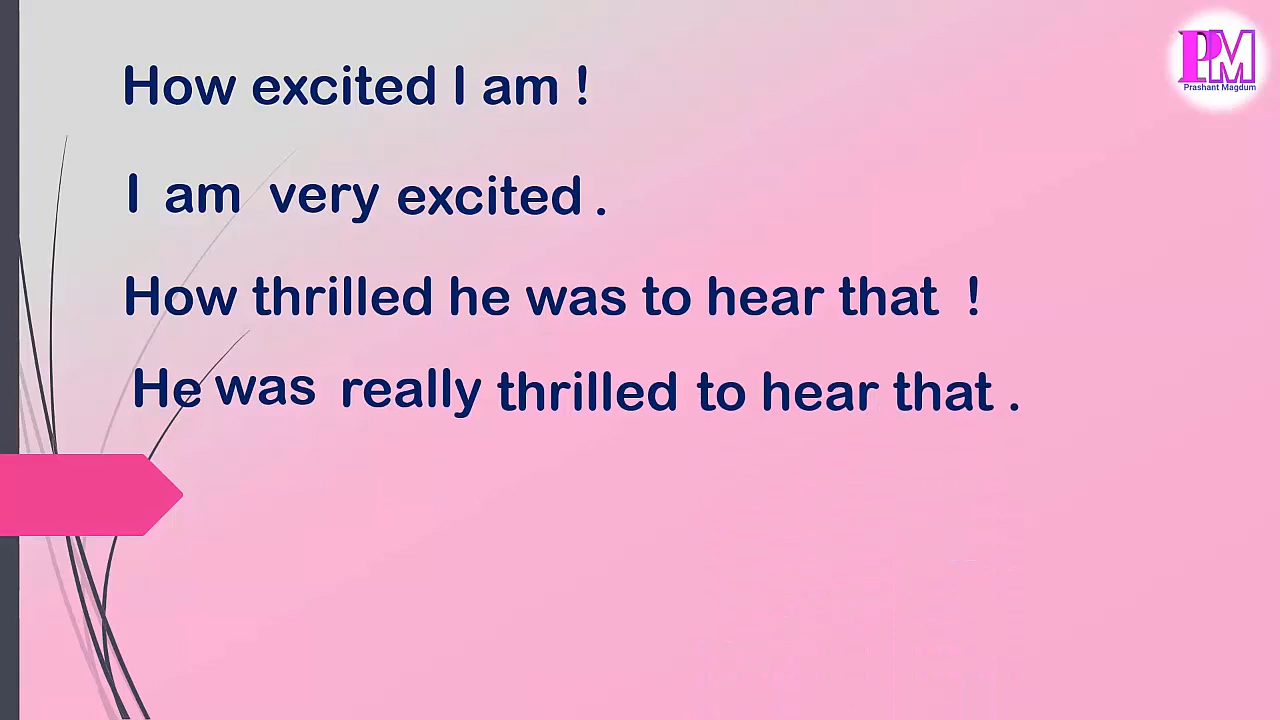 PM
Prashant Magdum
How excited I am !
I am very excited .
How thrilled he was to hear that !
He was really thrilled to hear that .